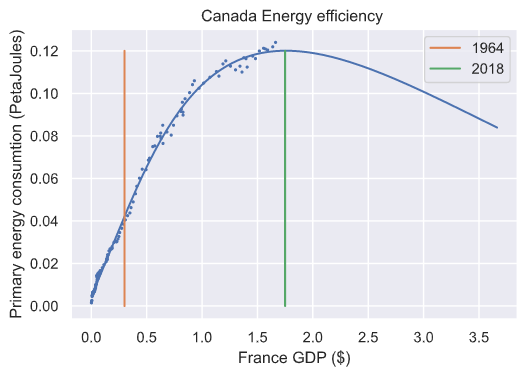 Canada Energy efficiency
1964
2018
0.12
0.10
0.08
0.06
0.04
0.02
0.00
Primary energy consumtion (PetaJoules)
0.0 0.5 1.0 1.5 2.0 2.5 3.0 3.5
France GDP ($)